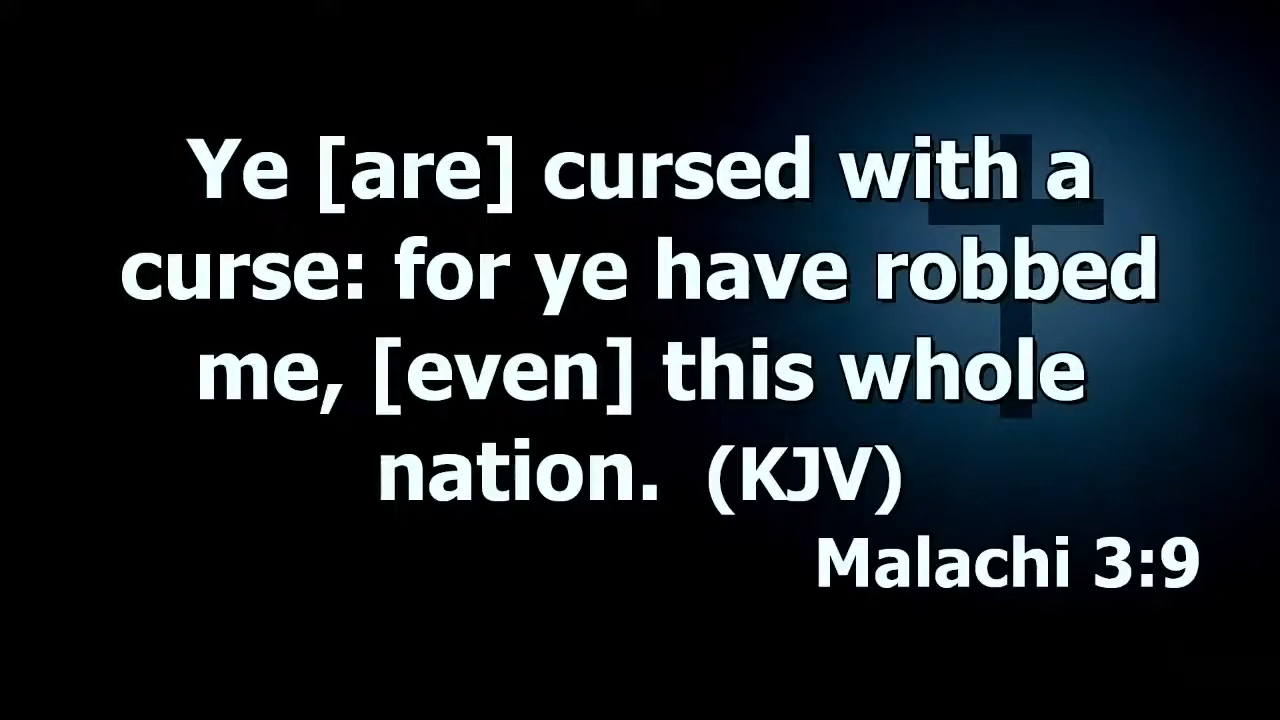 Ye [are] cursed with a
curse: for ye have robbed
me, [even] this whole
nation. (KJV)
Malachi 3:9